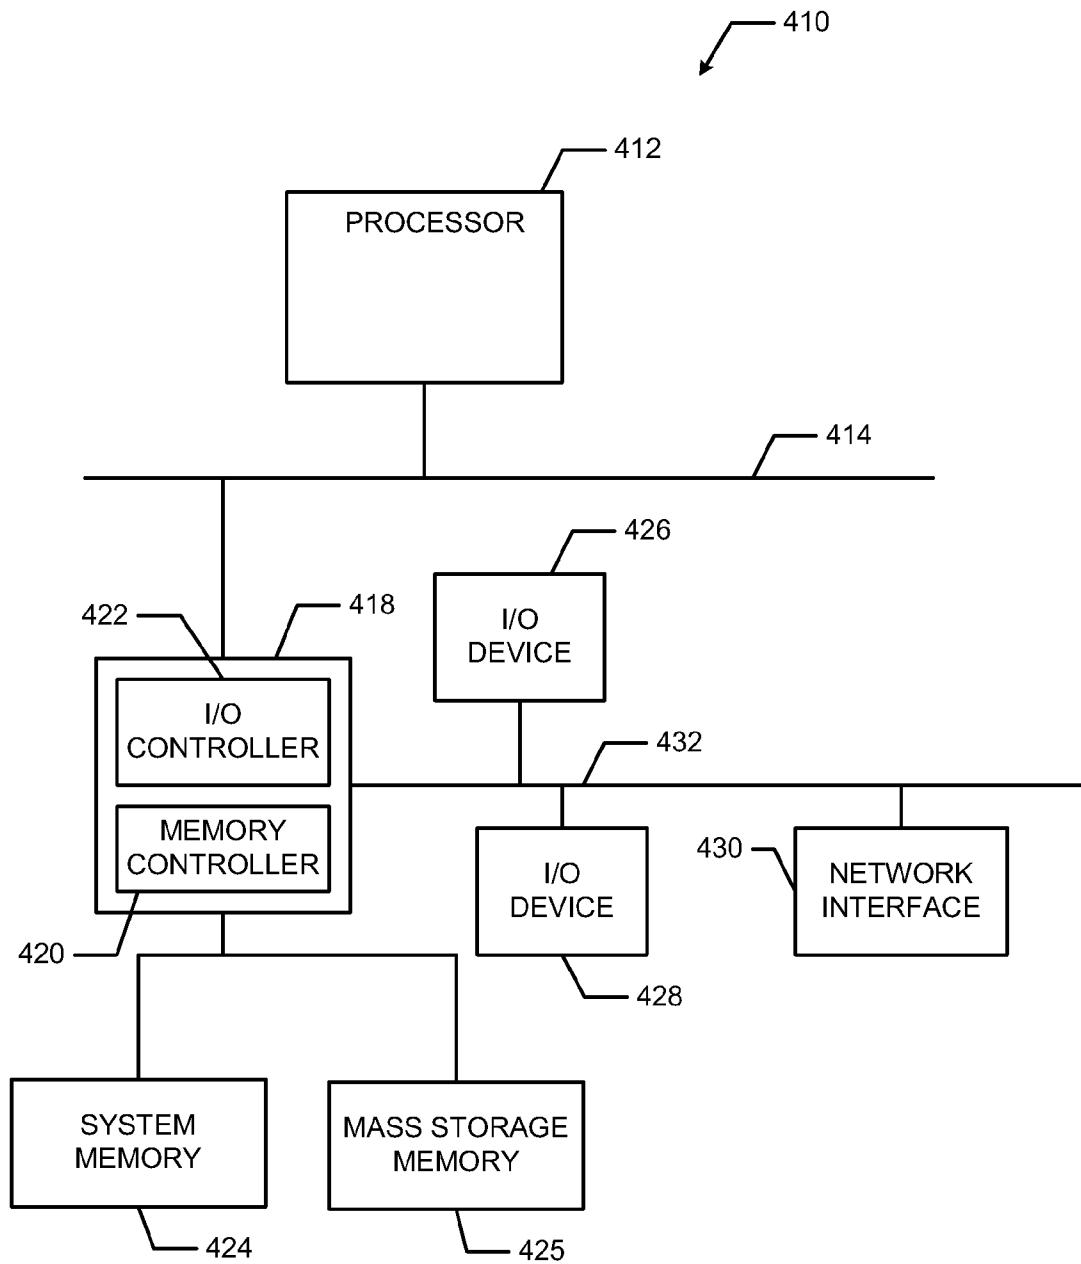 410
412
PROCESSOR
414
426
I/O
DEVICE
418
422
I/O
CONTROLLER
432
MEMORY
CONTROLLER
420
I/O
DEVICE
428
430
NETWORK
INTERFACE
SYSTEM
MEMORY
424
MASS STORAGE
MEMORY
425